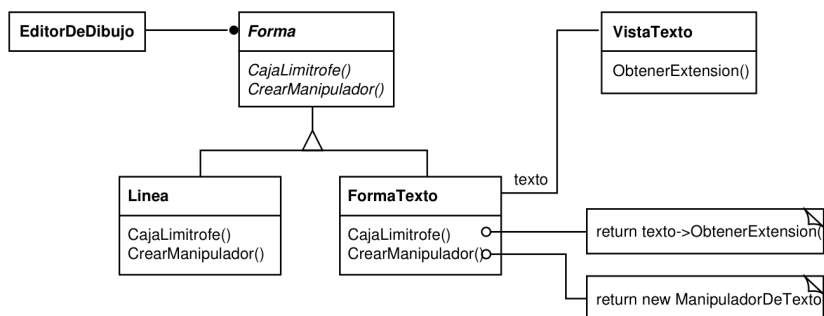 EditorDeDibujo
Forma
CajaLimitrofe()
CrearManipulador()
VistaTexto
ObtenerExtension()
Linea
CajaLimitrofe()
CrearManipulador()
FormaTexto
CajaLimitrofe()
CrearManipulador()
texto
return texto->ObtenerExtension(
return new ManipuladorDeTexto